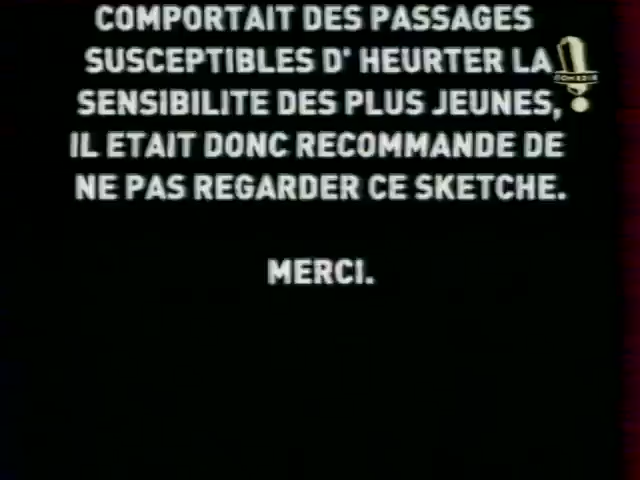 COMPORTAIT DES PASSAGES
SUSCEPTIBLES D' HEURTER LA
SENSIBILITE DES PLUS JEUNES,
IL ETAIT DONC RECOMMANDE DE
NE PAS REGARDER CE SKETCHE.
MERCI.